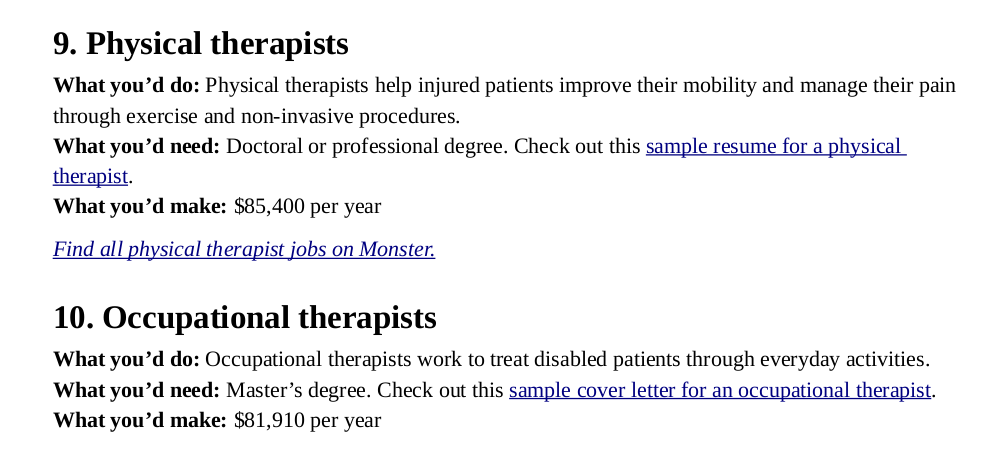 9. Physical therapists
What you’d do: Physical therapists help injured patients improve their mobility and manage their pain
through exercise and non-invasive procedures.
What you’d need: Doctoral or professional degree. Check out this sample resume for a physical
therapist.
What you’d make: $85,400 per year
Find all physical therapist jobs on Monster.
10. Occupational therapists
What you’d do: Occupational therapists work to treat disabled patients through everyday activities.
What you’d need: Master’s degree. Check out this sample cover letter for an occupational therapist.
What you’d make: $81,910 per year